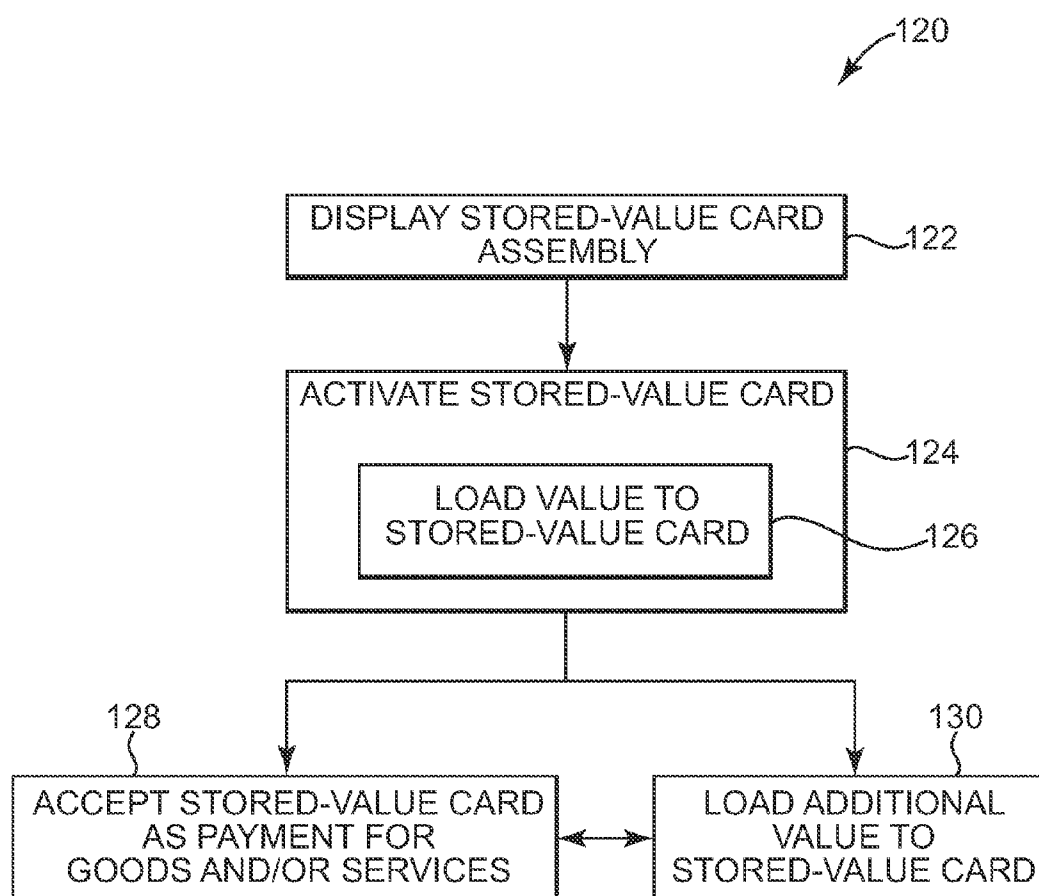 120
DISPLAY STORED-VALUE CARD
ASSEMBLY
122
ACTIVATE STORED-VALUE CARD
124
LOAD VALUE TO
STORED-VALUE CARD
126
128
ACCEPT STORED-VALUE CARD
AS PAYMENT FOR
GOODS AND/OR SERVICES
130
LOAD ADDITIONAL
VALUE TO
STORED-VALUE CARD